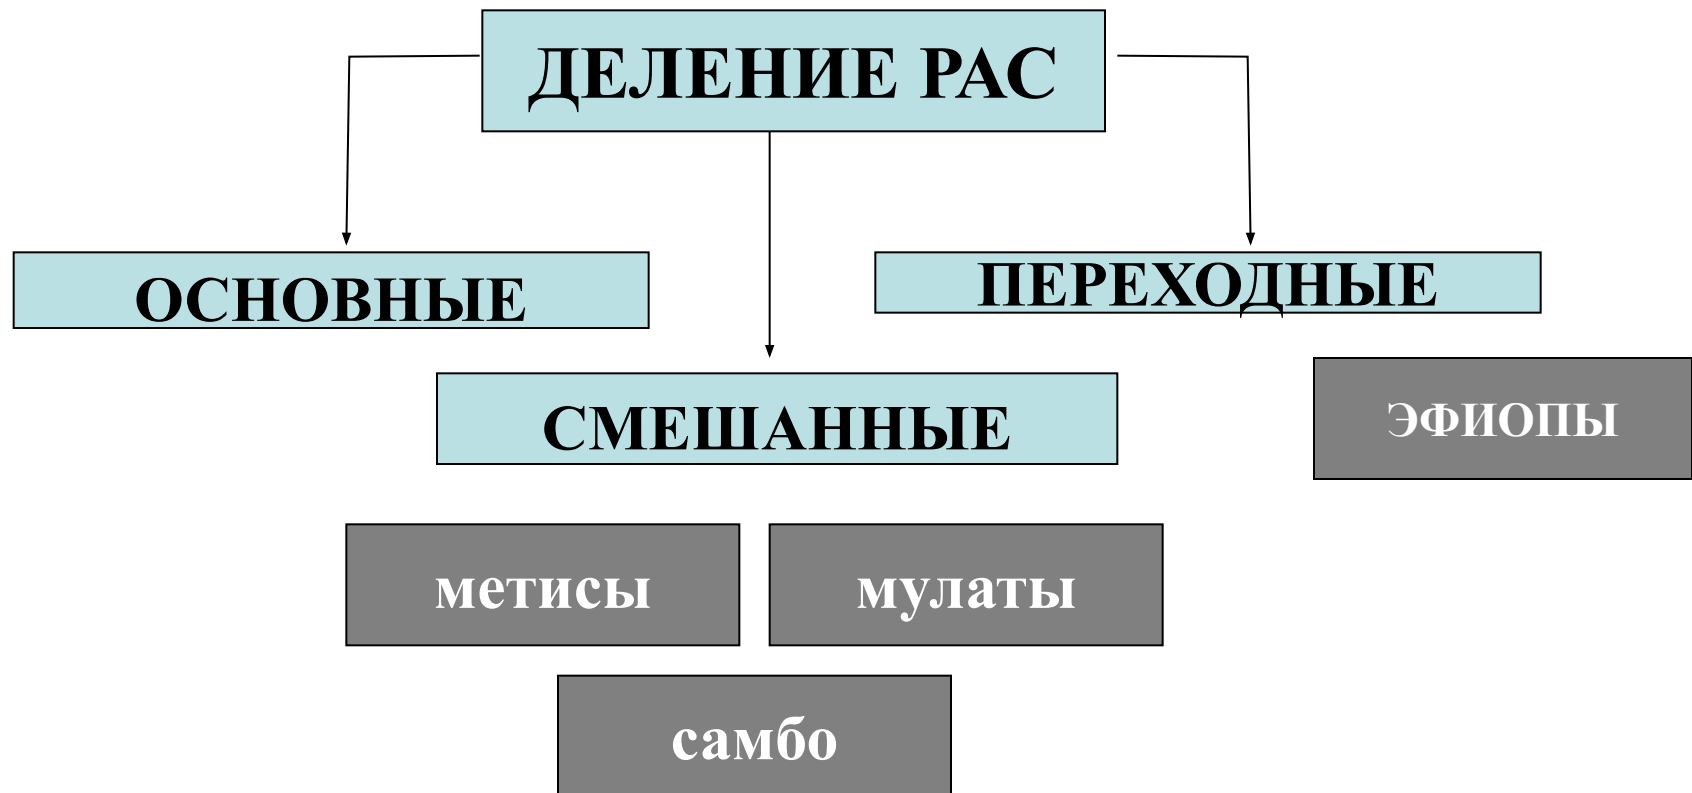 ДЕЛЕНИЕ РАС
ОСНОВНЫЕ
ПЕРЕХОДНЫЕ
СМЕШАННЫЕ
ЭФИОПЫ
метисы
мулаты
самбо